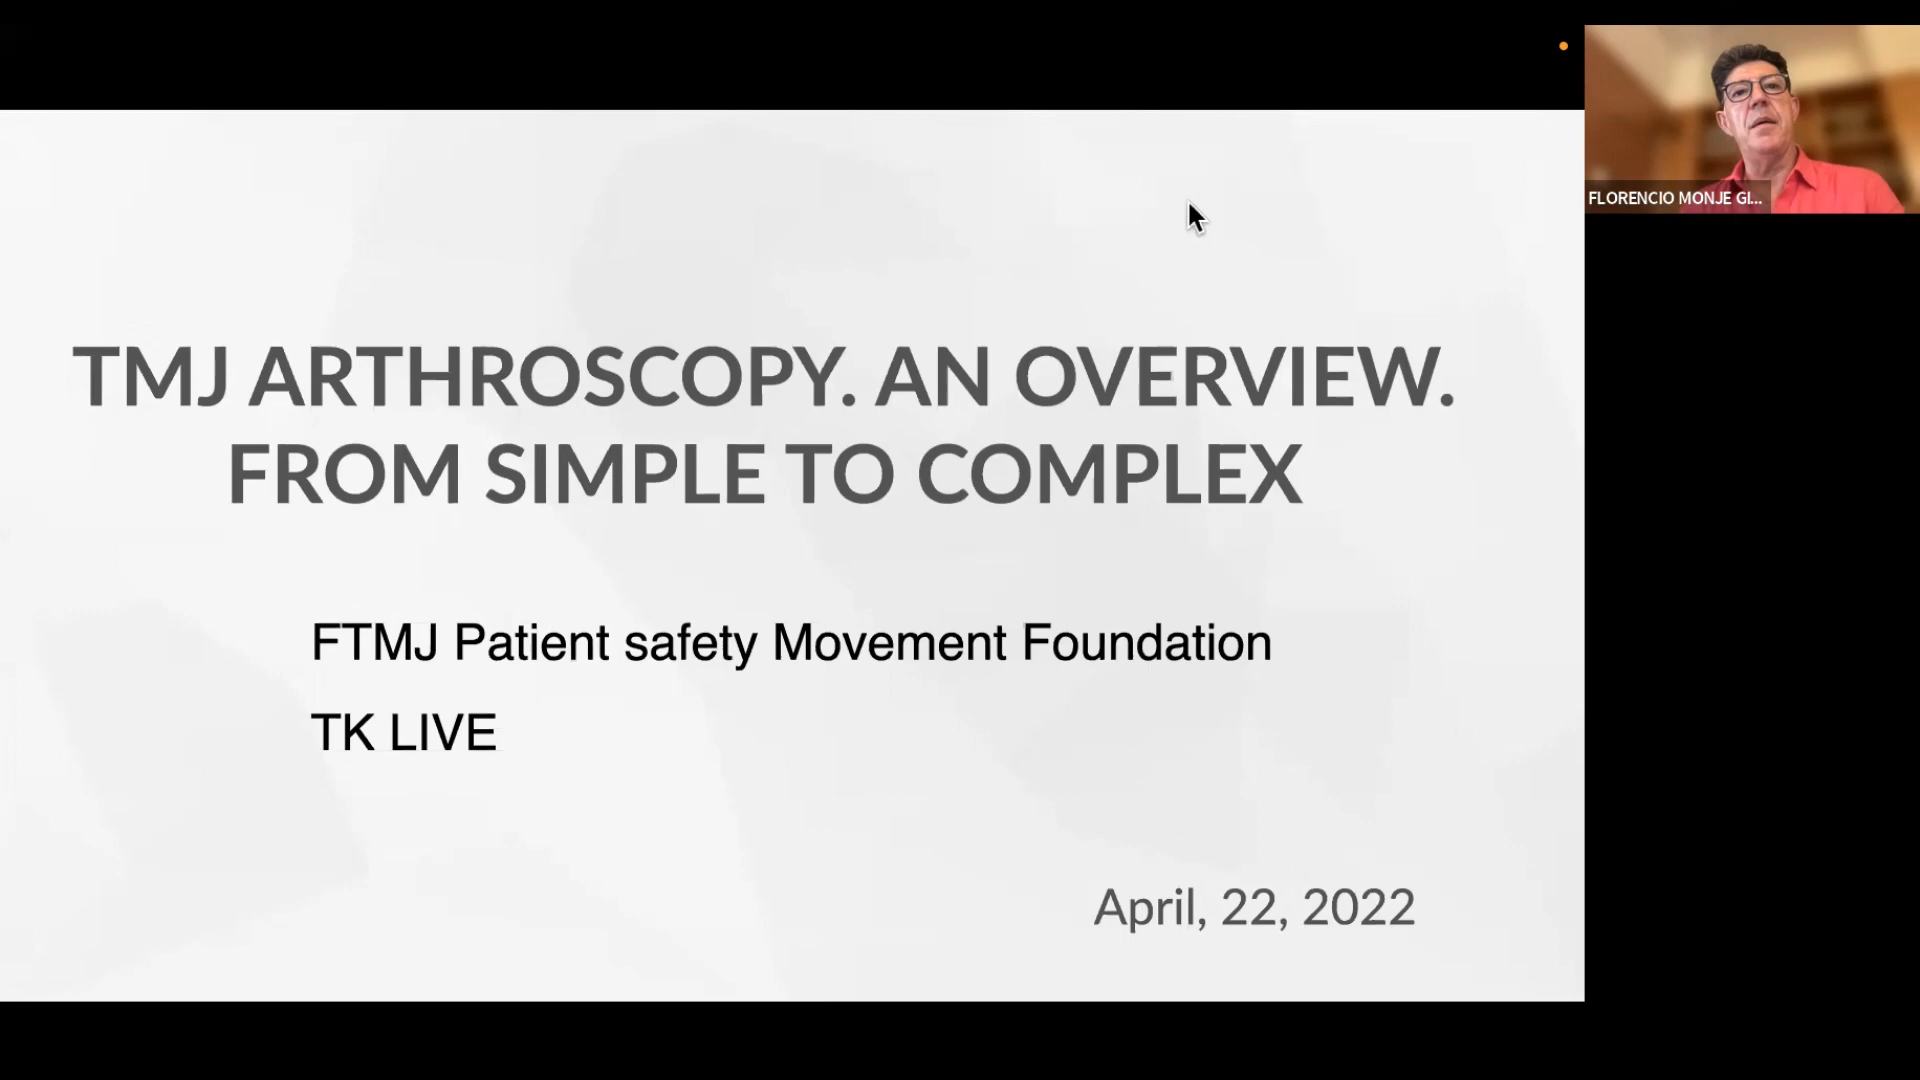 TMJ ARTHROSCOPY. AN OVERVIEW.
FROM SIMPLE TO COMPLEX
FTMJ Patient safety Movement Foundation
TK LIVE
April, 22, 2022
FLORENCIO MONJE GI...